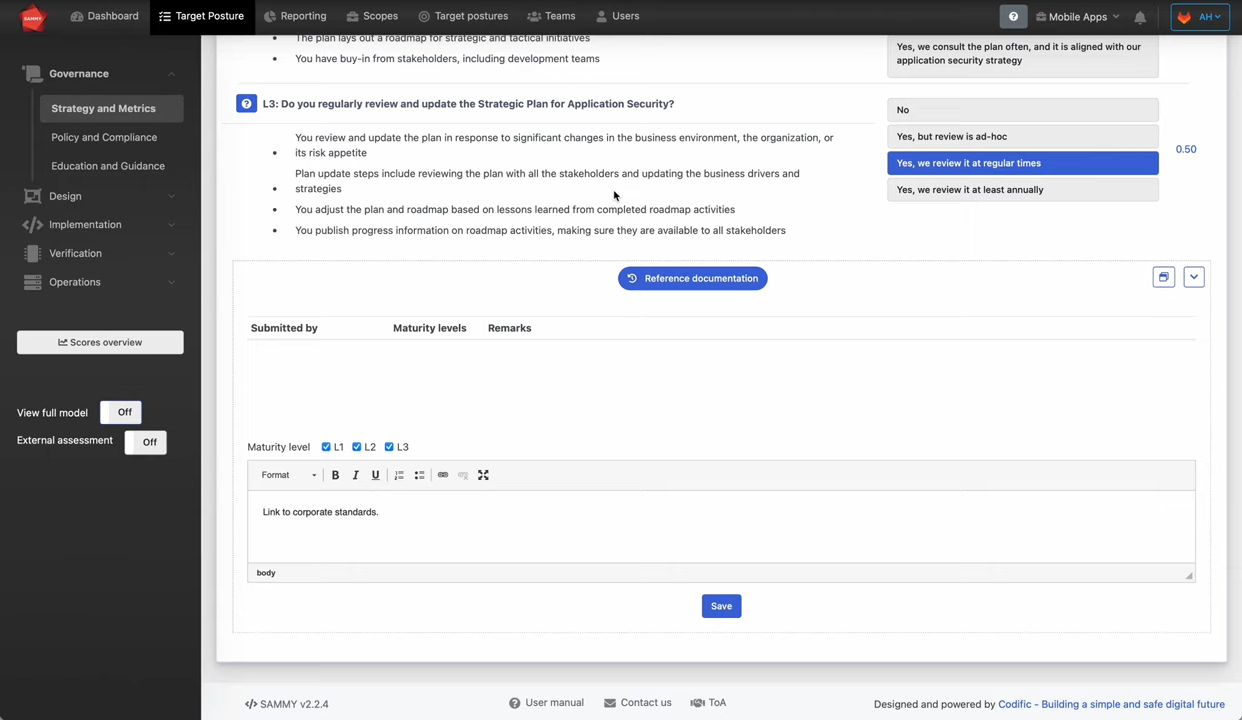 SAMMY
Dashboard
Target Posture
Reporting
Scopes
Target postures
Teams
Users
?
Mobile Apps
AH
Governance
Strategy and Metrics
Policy and Compliance
Education and Guidance
Design
Implementation
Verification
Operations
Scores overview
View full model
Off
External assessment
Off
The plan lays out a roadmap for strategic and tactical initiatives
You have buy-in from stakeholders, including development teams
Yes, we consult the plan often, and it is aligned with our
application security strategy
? L3: Do you regularly review and update the Strategic Plan for Application Security?
You review and update the plan in response to significant changes in the business environment, the organization, or
its risk appetite
Plan update steps include reviewing the plan with all the stakeholders and updating the business drivers and
strategies
You adjust the plan and roadmap based on lessons learned from completed roadmap activities
You publish progress information on roadmap activities, making sure they are available to all stakeholders
No
Yes, but review is ad-hoc
Yes, we review it at regular times
Yes, we review it at least annually
0.50
Reference documentation
Submitted by
Maturity levels
Remarks
Maturity level
L1
L2
L3
Format
B
I
U
Link to corporate standards.
body
Save
SAMMY v2.2.4
User manual
Contact us
ToA
Designed and powered by Codific - Building a simple and safe digital future